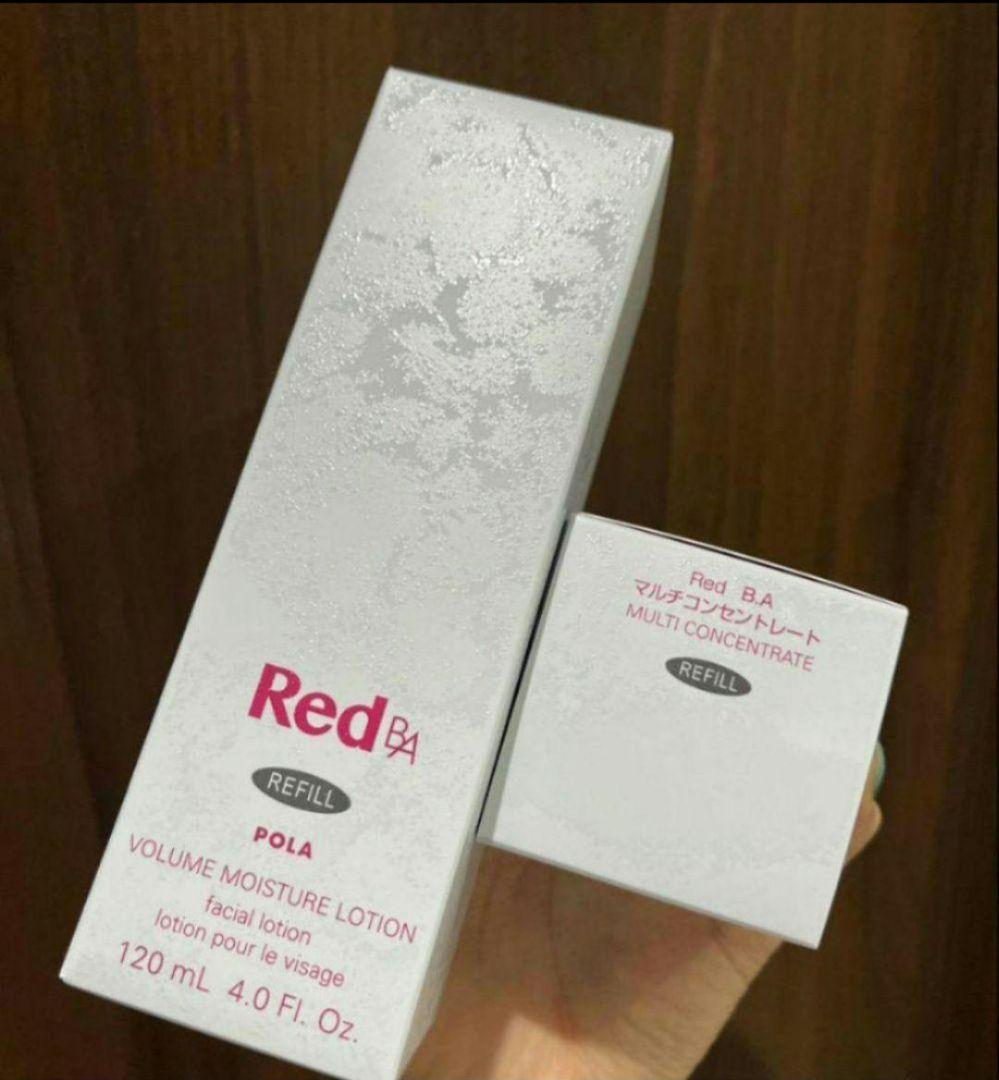 Red BA
REFILL
POLA
VOLUME MOISTURE LOTION
facial lotion
lotion pour le visage
120 mL 4.0 Fl. Oz.
Red B.A
マルチコンセントレート
MULTI CONCENTRATE
REFILL